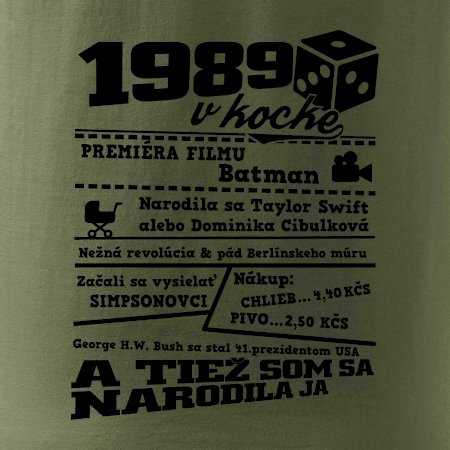 1989
v kocke
PREMIÉRA FILMU
Batman
Narodila sa Taylor Swift
alebo Dominika Cibulková
Nežná revolúcia & pád Berlínskeho múru
Začali sa vysielať
SIMPSONOVCI
Nákup:
CHLIEB...4,40 KČS
PIVO...2,50 KČS
George H.W. Bush sa stal 41.prezidentom USA
A TIEŽ SOM SA
NARODILA JA